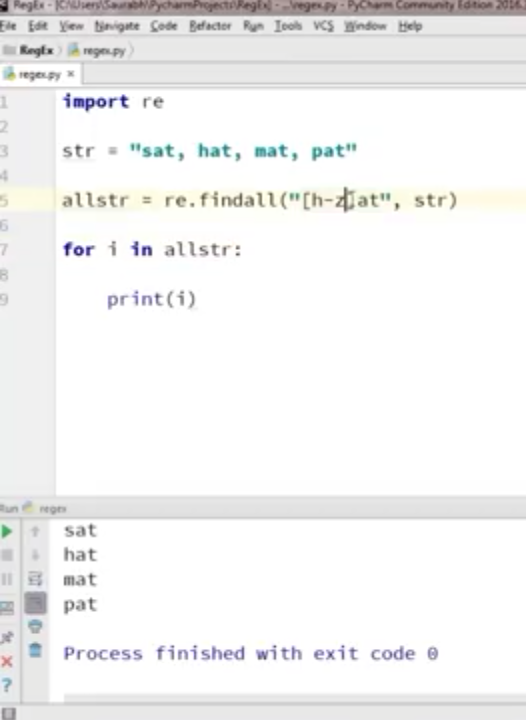 RegEx - [C:\Users\Saurabh\PycharmProjects\RegEx] - ...\regex.py - PyCharm Community Edition 2016.
File Edit View Navigate Code Refactor Run Tools VCS Window Help
RegEx regex.py
regex.py ×
1 import re
2
3 str = "sat, hat, mat, pat"
4
5 allstr = re.findall("[h-z]at", str)
6
7 for i in allstr:
8
9 print(i)
Run regex
sat
hat
mat
pat
Process finished with exit code 0